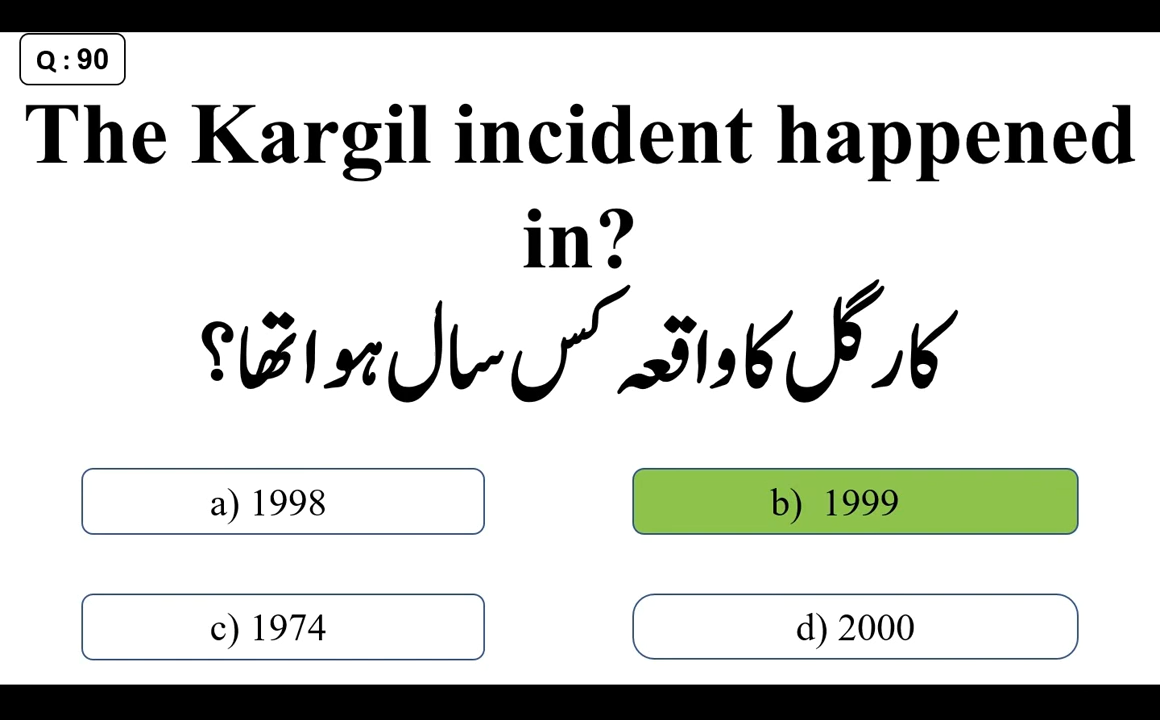 Q : 90
The Kargil incident happened
in?
کارگل کا واقعہ کس سال ہوا تھا؟
a) 1998
b) 1999
c) 1974
d) 2000